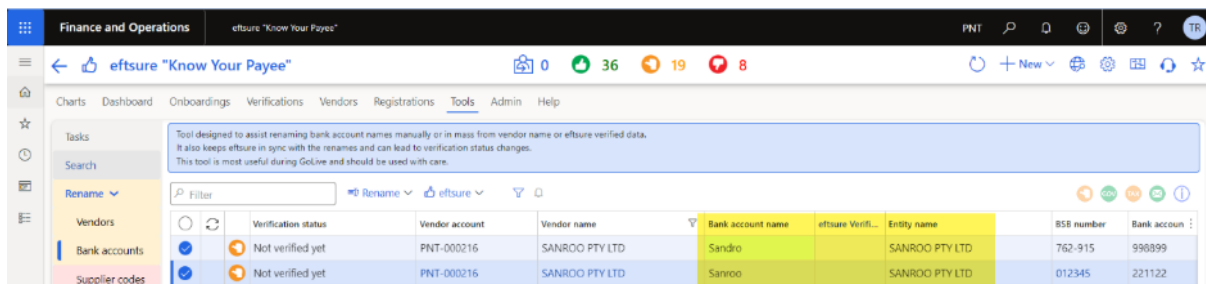 Finance and Operations eftsure "Know Your Payee" PNT ? TR
eftsure "Know Your Payee" 0 36 19 8 + New
Charts Dashboard Onboardings Verifications Vendors Registrations Tools Admin Help
Tasks
Search
Rename
Vendors
Bank accounts
Supplier codes
Tool designed to assist renaming bank account names manually or in mass from vendor name or eftsure verified data.
It also keeps eftsure in sync with the renames and can lead to verification status changes.
This tool is most useful during GoLive and should be used with care.
Filter Rename eftsure
Verification status Vendor account Vendor name Bank account name eftsure Verifi... Entity name BSB number Bank accoun
Not verified yet PNT-000216 SANROO PTY LTD Sandro SANROO PTY LTD 762-915 998899
Not verified yet PNT-000216 SANROO PTY LTD Sanroo SANROO PTY LTD 012345 221122